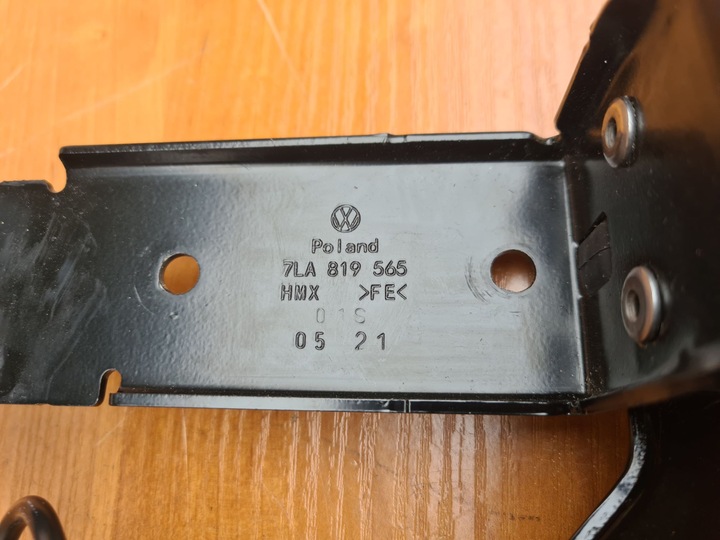 Poland
7LA 819 565
HMX >FE<
01S
05 21